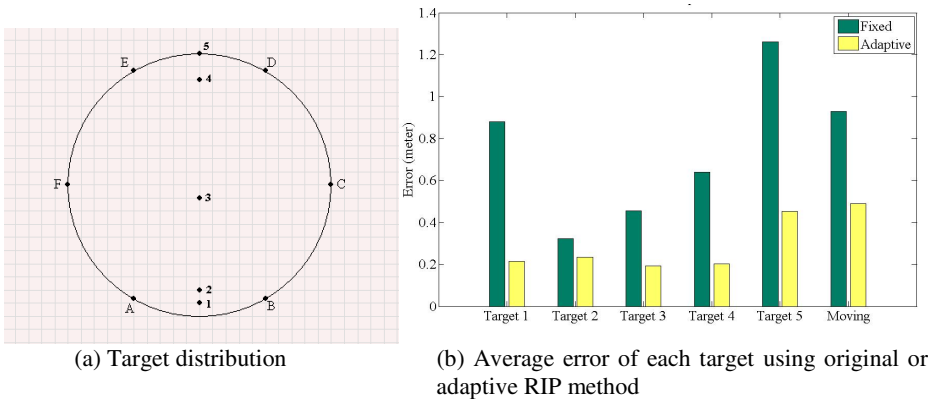 5
E
D
4
F
C
3
2
A
1
B
(a) Target distribution
1.4
Fixed
Adaptive
1.2
1
0.8
Error (meter)
0.6
0.4
0.2
0
Target 1 Target 2 Target 3 Target 4 Target 5 Moving
(b) Average error of each target using original or
adaptive RIP method